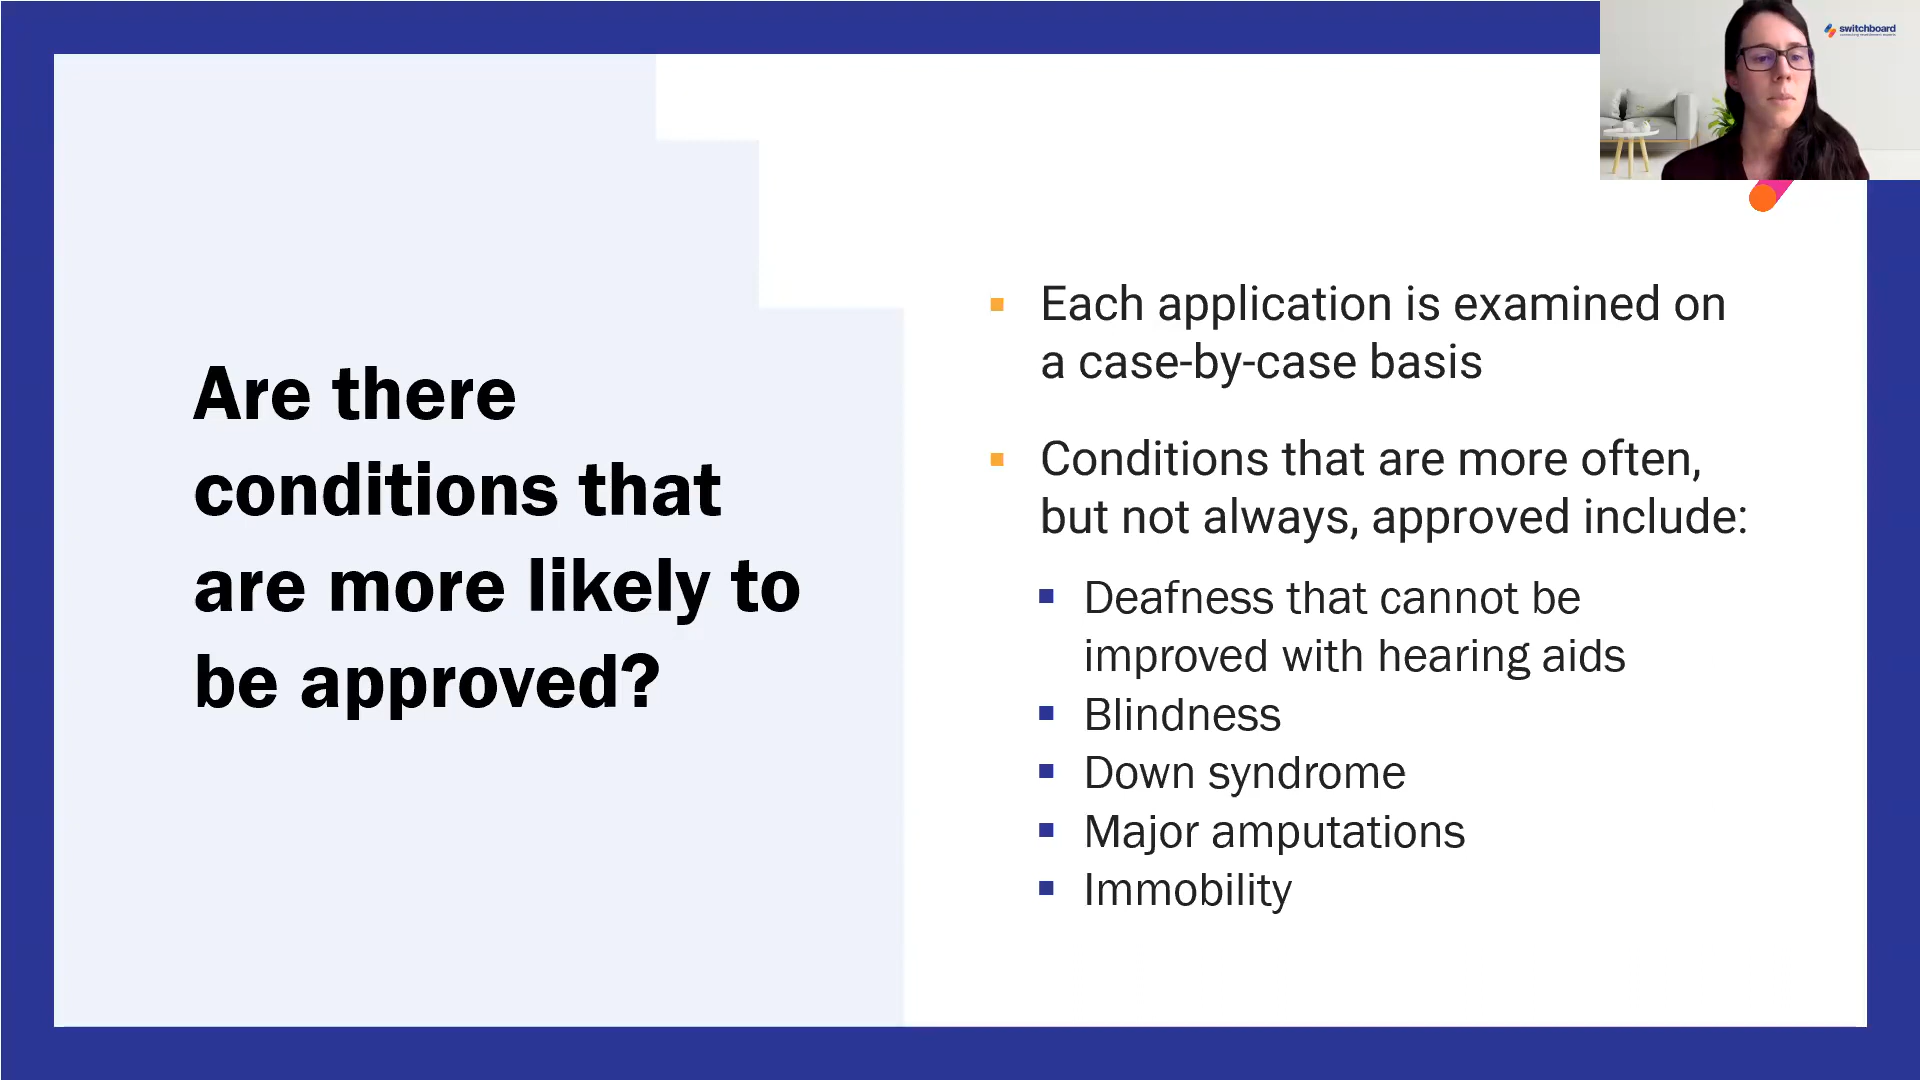 switchboard
Are there
conditions that
are more likely to
be approved?
Each application is examined on
a case-by-case basis
Conditions that are more often,
but not always, approved include:
Deafness that cannot be
improved with hearing aids
Blindness
Down syndrome
Major amputations
Immobility